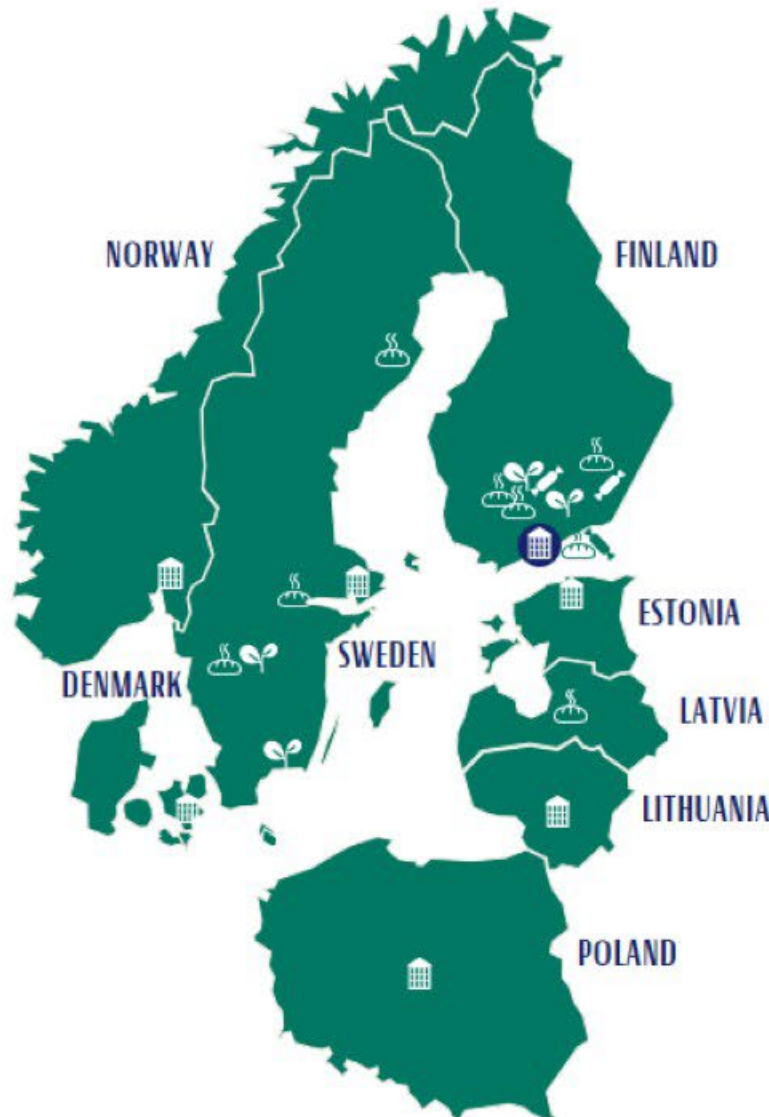 NORWAY
FINLAND
ESTONIA
SWEDEN
DENMARK
LATVIA
LITHUANIA
POLAND